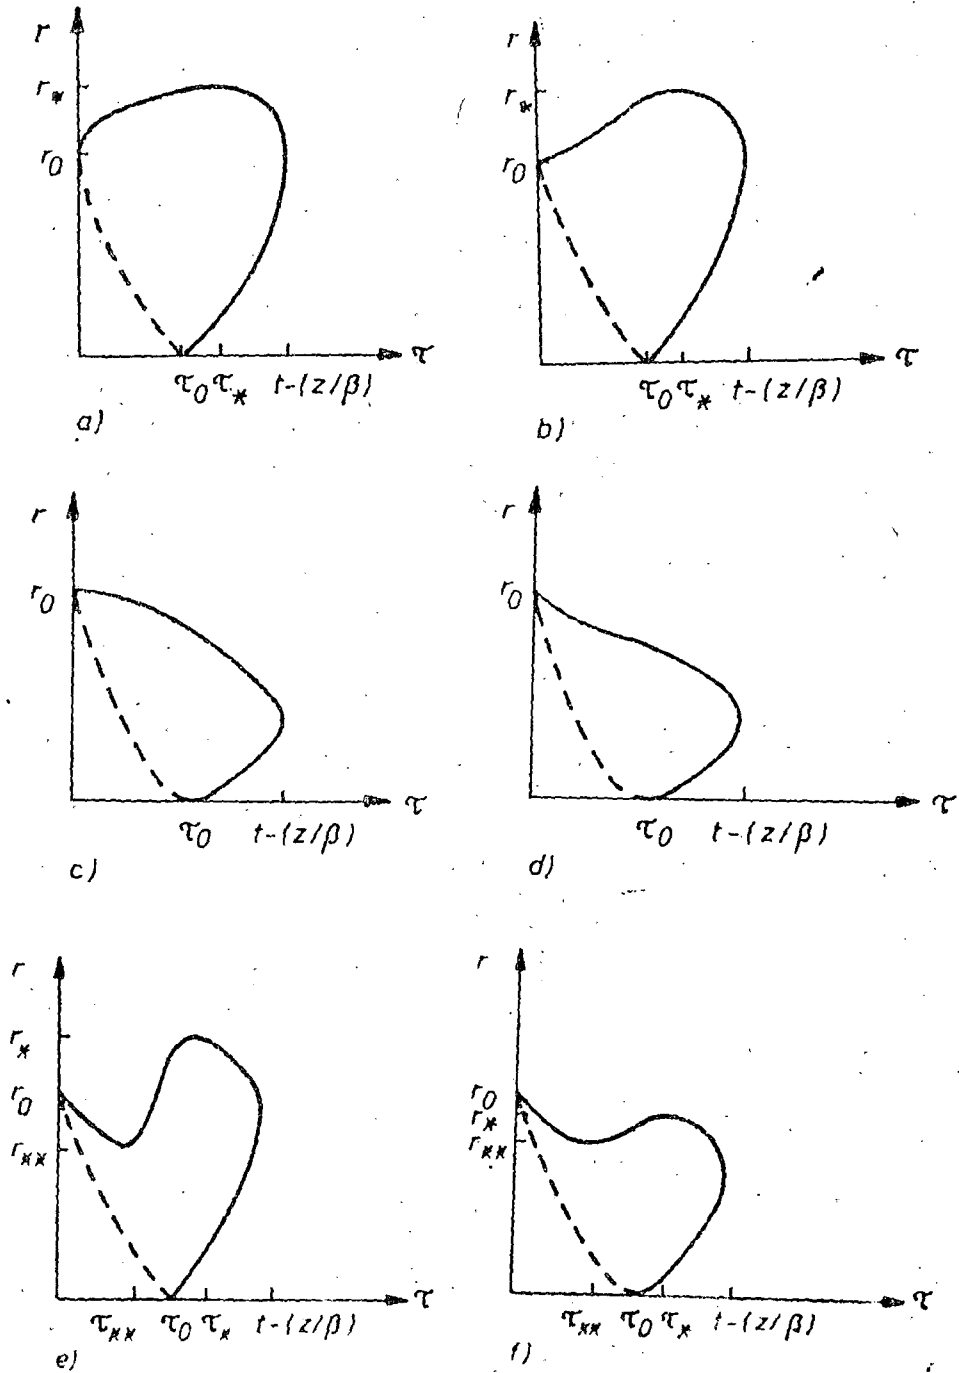 r
r*
r0
τ0 τ* t-(z/β)
τ
a)
r
r*
r0
τ0 τ* t-(z/β)
τ
b)
r
r0
τ
τ0 t-(z/β)
c)
r
r0
τ
τ0 t-(z/β)
d)
r
r*
r0
r**
τ
τ** τ0 τ* t-(z/β)
e)
r
r0
r*
r**
τ
τ** τ0 τ* t-(z/β)
f)